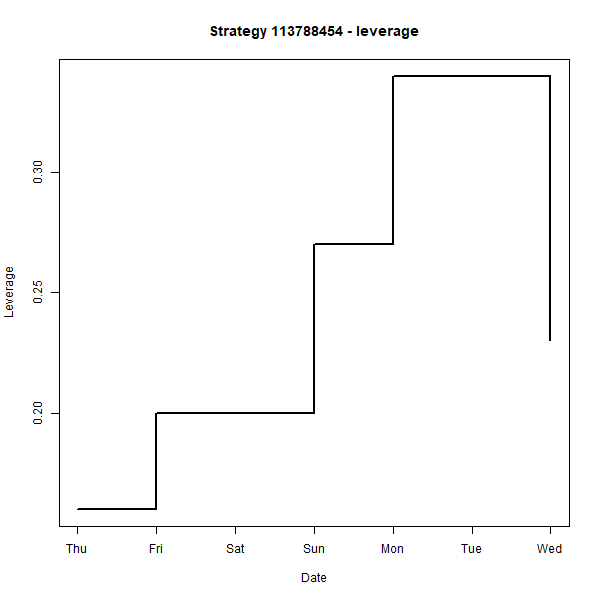 Strategy 113788454 - leverage
0.30
0.25
0.20
Leverage
Thu Fri Sat Sun Mon Tue Wed
Date